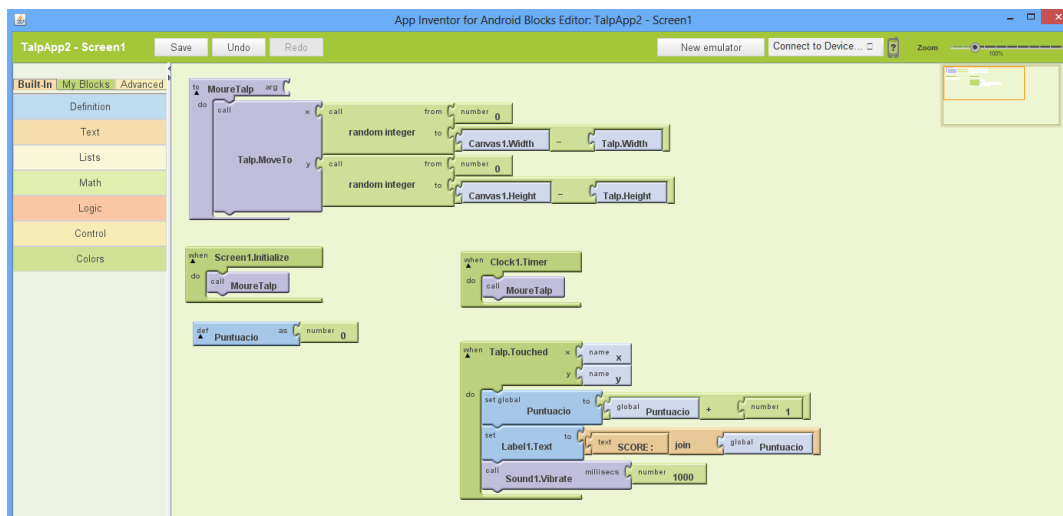 App Inventor for Android Blocks Editor: TalpApp2 - Screen1
TalpApp2 - Screen1 Save Undo Redo New emulator Connect to Device... Zoom 100%
Built-In My Blocks Advanced
Definition
Text
Lists
Math
Logic
Control
Colors
to MoureTalp arg
do call Talp.MoveTo
x call random integer from number 0
to Canvas1.Width - Talp.Width
y call random integer from number 0
to Canvas1.Height - Talp.Height
when Screen1.Initialize
do call MoureTalp
when Clock1.Timer
do call MoureTalp
def Puntuacio as number 0
when Talp.Touched x name x
y name y
do set global Puntuacio to global Puntuacio + number 1
set Label1.Text to text SCORE: join global Puntuacio
call Sound1.Vibrate millisecs number 1000